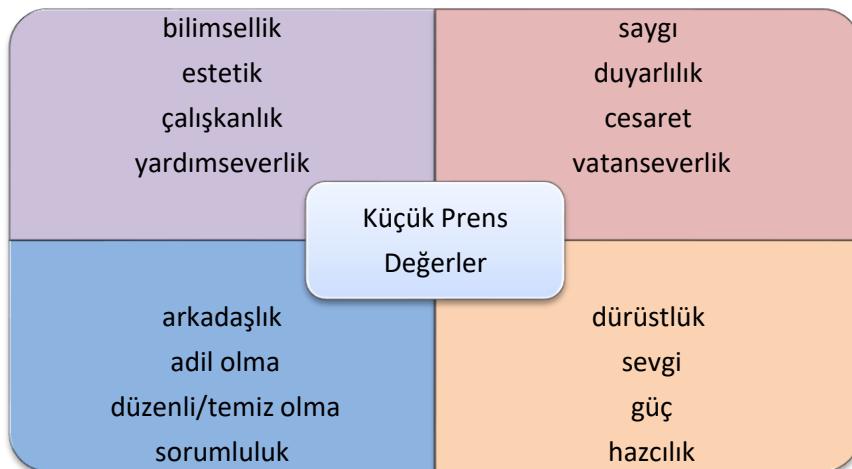 bilimsellik
estetik
çalışkanlık
yardımseverlik
saygı
duyarlılık
cesaret
vatanseverlik
Küçük Prens
Değerler
arkadaşlık
adil olma
düzenli/temiz olma
sorumluluk
dürüstlük
sevgi
güç
hazcılık